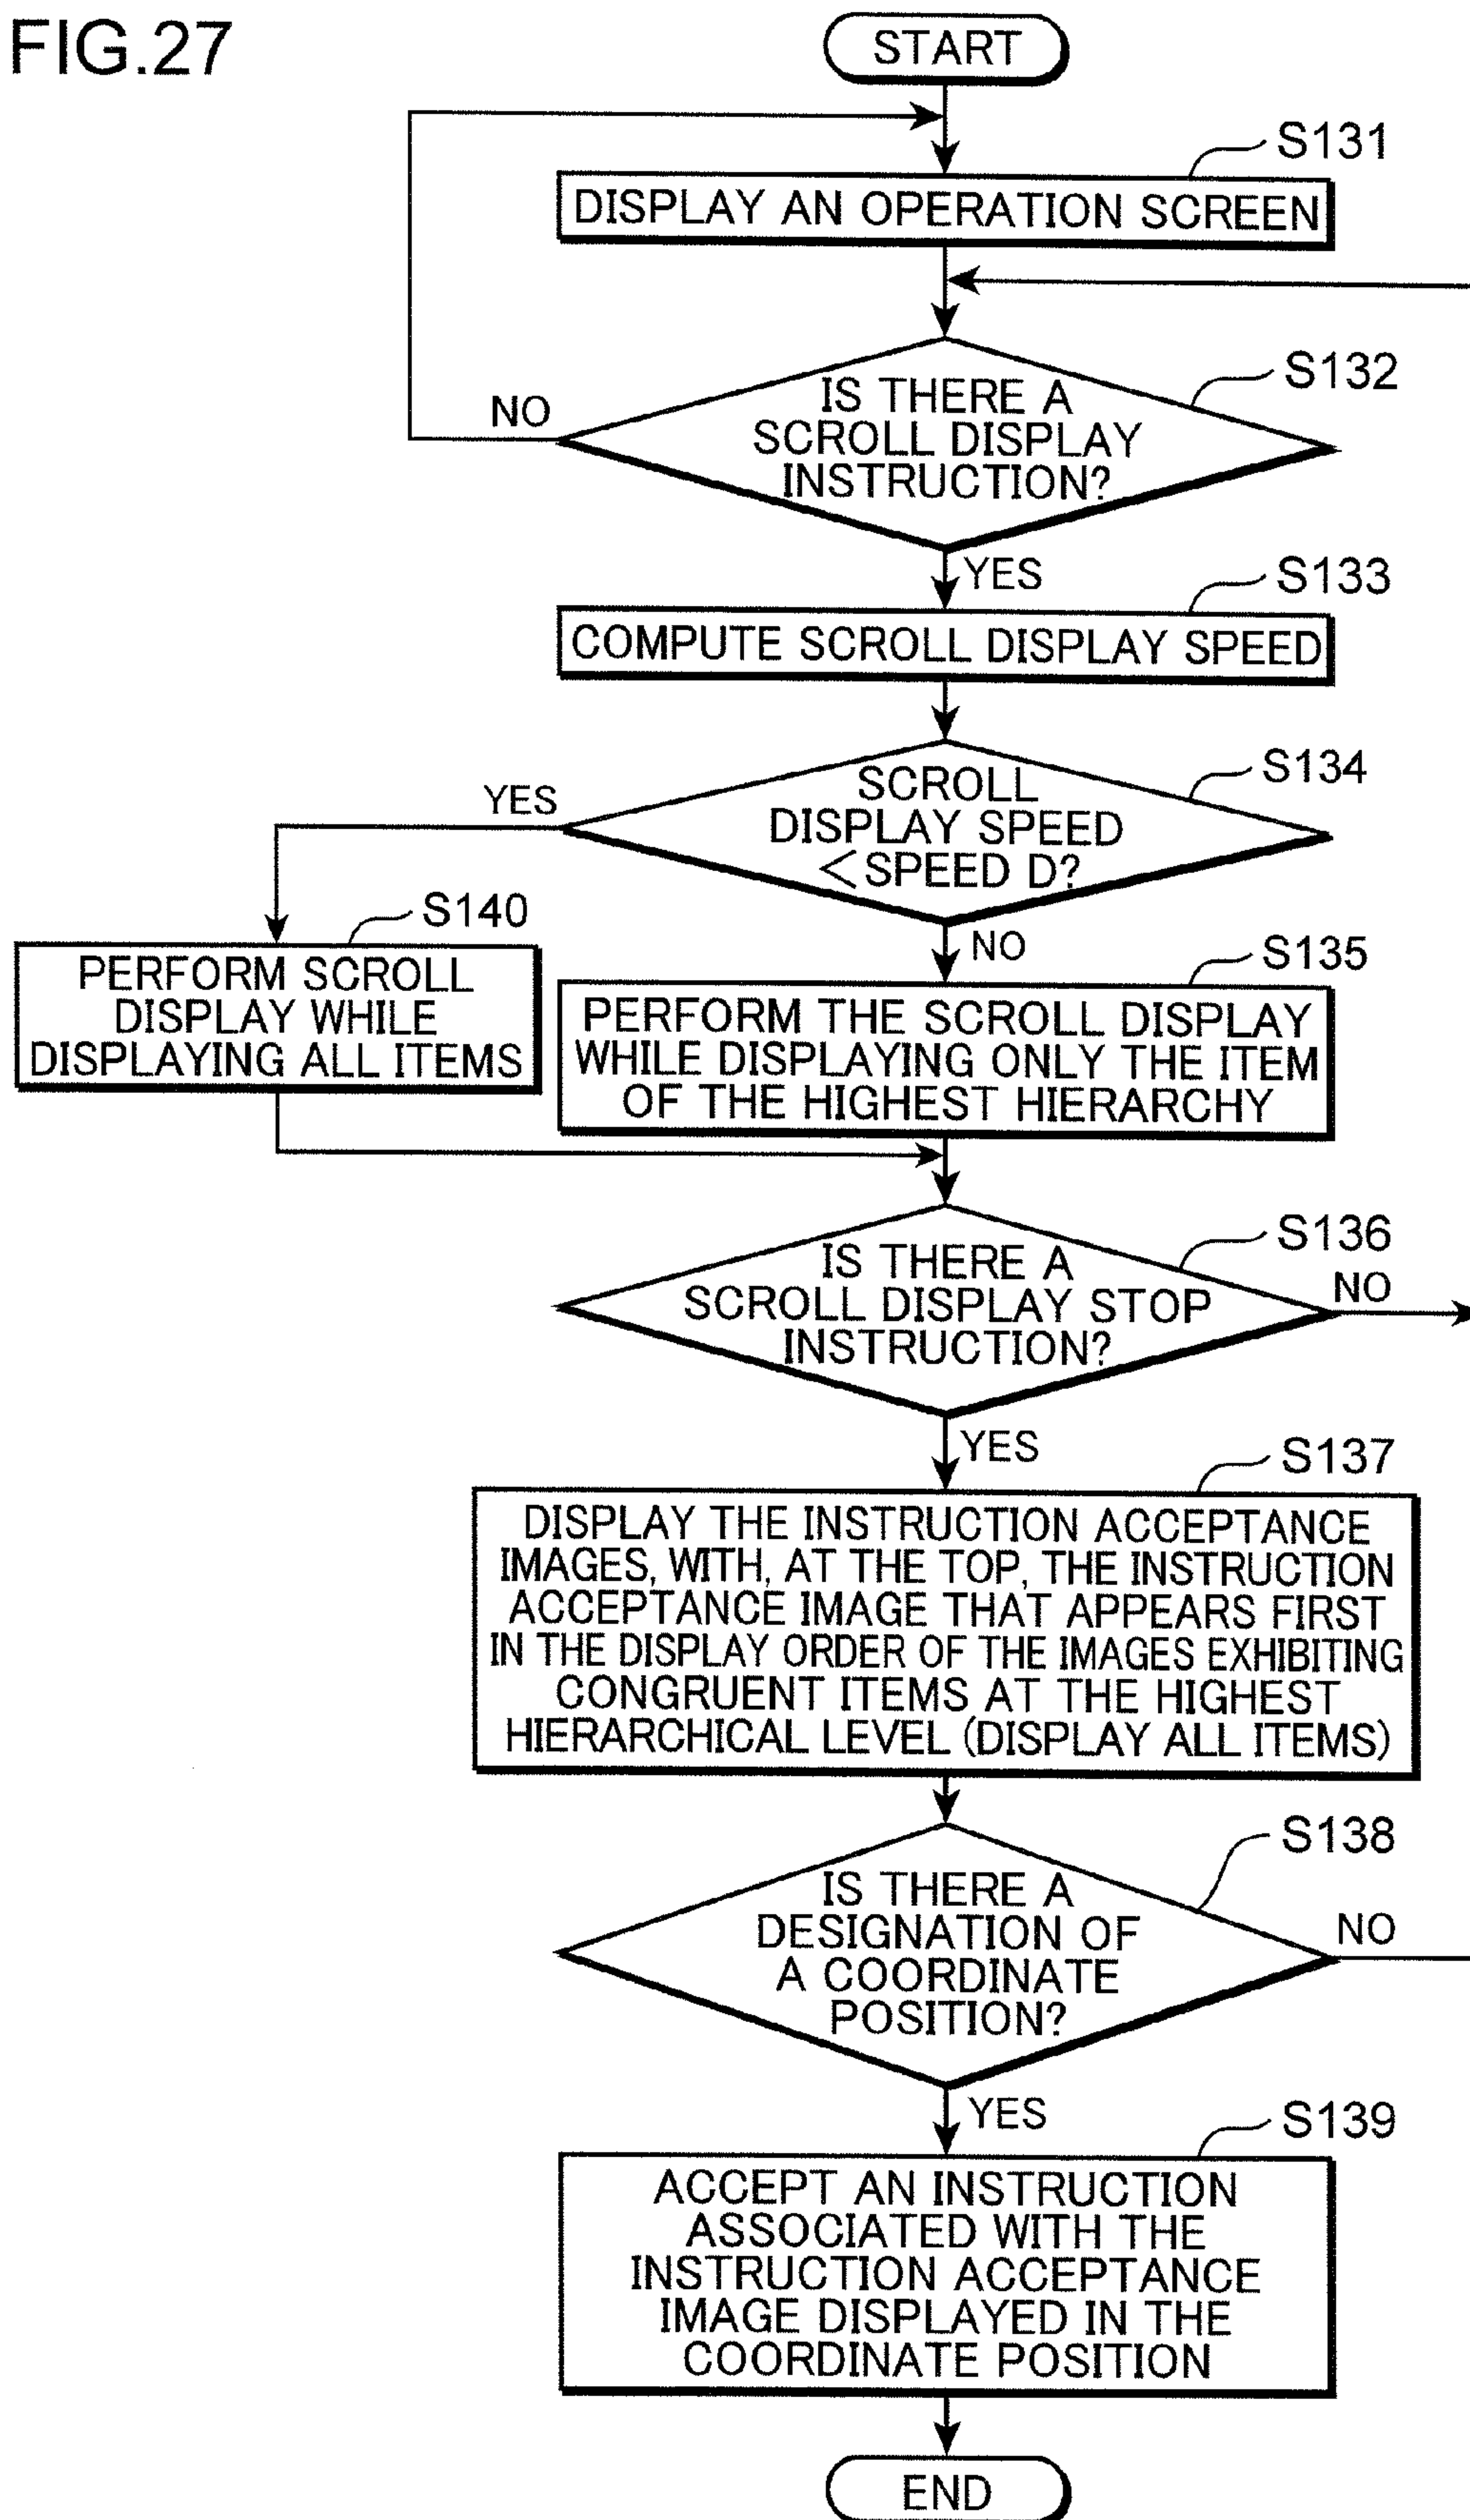 FIG.27
START
S131
DISPLAY AN OPERATION SCREEN
S132
IS THERE A
SCROLL DISPLAY
INSTRUCTION?
NO
YES
S133
COMPUTE SCROLL DISPLAY SPEED
S134
SCROLL
DISPLAY SPEED
<SPEED D?
YES
NO
S140
PERFORM SCROLL
DISPLAY WHILE
DISPLAYING ALL ITEMS
S135
PERFORM THE SCROLL DISPLAY
WHILE DISPLAYING ONLY THE ITEM
OF THE HIGHEST HIERARCHY
S136
IS THERE A
SCROLL DISPLAY STOP
INSTRUCTION?
NO
YES
S137
DISPLAY THE INSTRUCTION ACCEPTANCE
IMAGES, WITH, AT THE TOP, THE INSTRUCTION
ACCEPTANCE IMAGE THAT APPEARS FIRST
IN THE DISPLAY ORDER OF THE IMAGES EXHIBITING
CONGRUENT ITEMS AT THE HIGHEST
HIERARCHICAL LEVEL (DISPLAY ALL ITEMS)
S138
IS THERE A
DESIGNATION OF
A COORDINATE
POSITION?
NO
YES
S139
ACCEPT AN INSTRUCTION
ASSOCIATED WITH THE
INSTRUCTION ACCEPTANCE
IMAGE DISPLAYED IN THE
COORDINATE POSITION
END